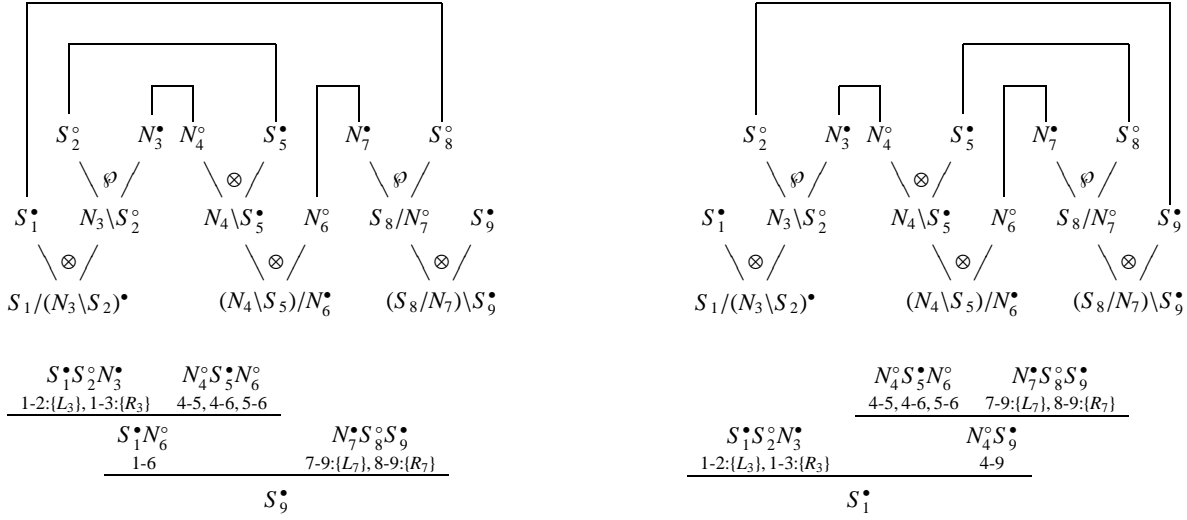 S₂° N₃• N₄° S₅• N₇• S₈° S₂° N₃• N₄° S₅• N₇• S₈°
℘ ⊗ ℘ ℘ ⊗ ℘
S₁• N₃\S₂° N₄\S₅• N₆° S₈/N₇° S₉• S₁• N₃\S₂° N₄\S₅• N₆° S₈/N₇° S₉•
⊗ ⊗ ⊗ ⊗ ⊗ ⊗
S₁/(N₃\S₂)• (N₄\S₅)/N₆• (S₈/N₇)\S₉• S₁/(N₃\S₂)• (N₄\S₅)/N₆• (S₈/N₇)\S₉•
S₁•S₂°N₃• N₄°S₅•N₆° N₄°S₅•N₆° N₇•S₈°S₉•
1-2:{L₃}, 1-3:{R₃} 4-5, 4-6, 5-6 4-5, 4-6, 5-6 7-9:{L₇}, 8-9:{R₇}
S₁•N₆° N₇•S₈°S₉• S₁•S₂°N₃• N₄°S₉•
1-6 7-9:{L₇}, 8-9:{R₇} 1-2:{L₃}, 1-3:{R₃} 4-9
S₉• S₁•